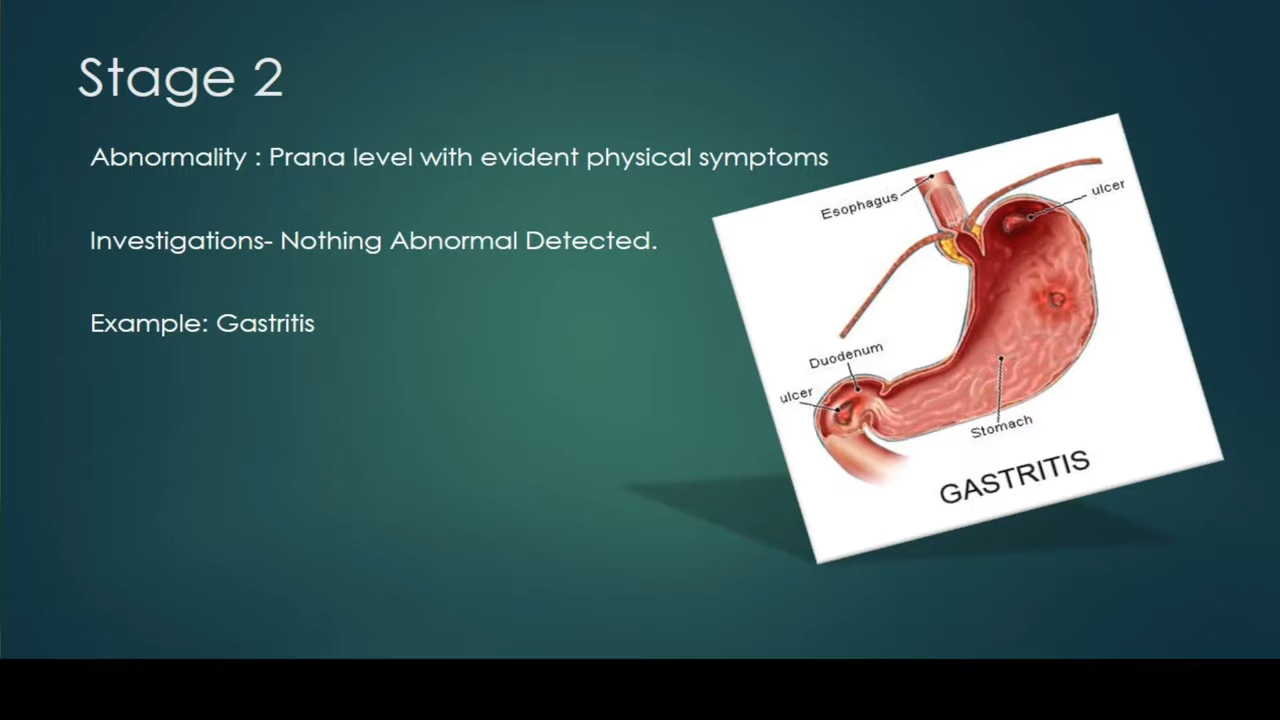 Stage 2
Abnormality : Prana level with evident physical symptoms
Investigations- Nothing Abnormal Detected.
Example: Gastritis
Esophagus
ulcer
Duodenum
ulcer
Stomach
GASTRITIS